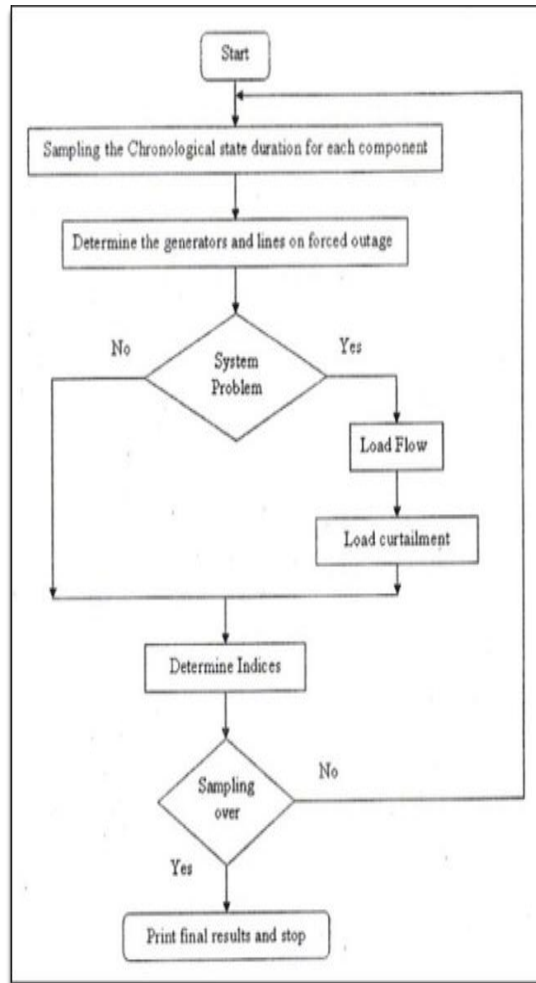 Start
Sampling the Chronological state duration for each component
Determine the generators and lines on forced outage
No
Yes
System
Problem
Load Flow
Load curtailment
Determine Indices
No
Sampling
over
Yes
Print final results and stop